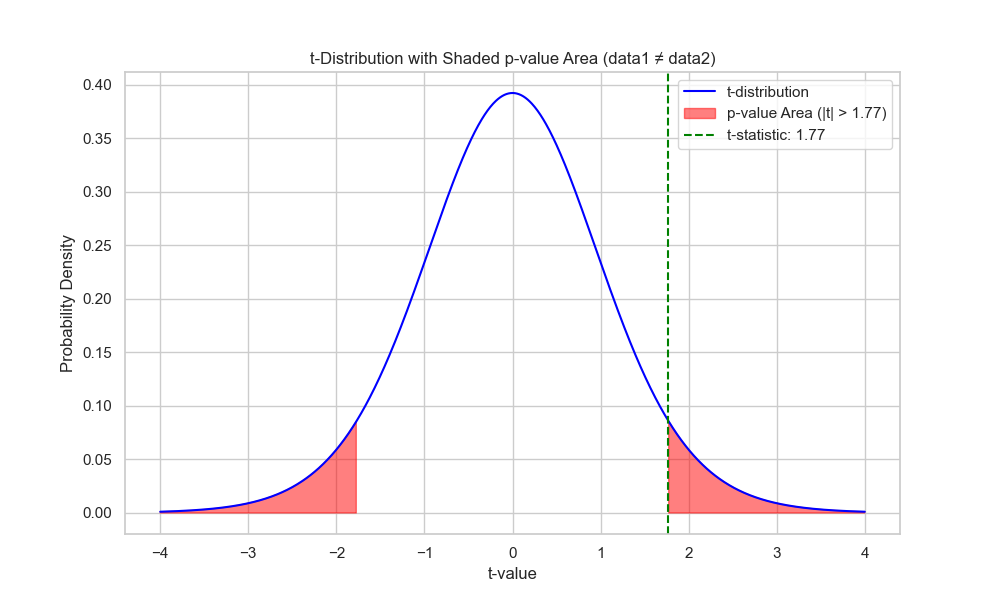 t-Distribution with Shaded p-value Area (data1 ≠ data2)
t-distribution
p-value Area (|t| > 1.77)
t-statistic: 1.77
Probability Density
0.40
0.35
0.30
0.25
0.20
0.15
0.10
0.05
0.00
−4 −3 −2 −1 0 1 2 3 4
t-value